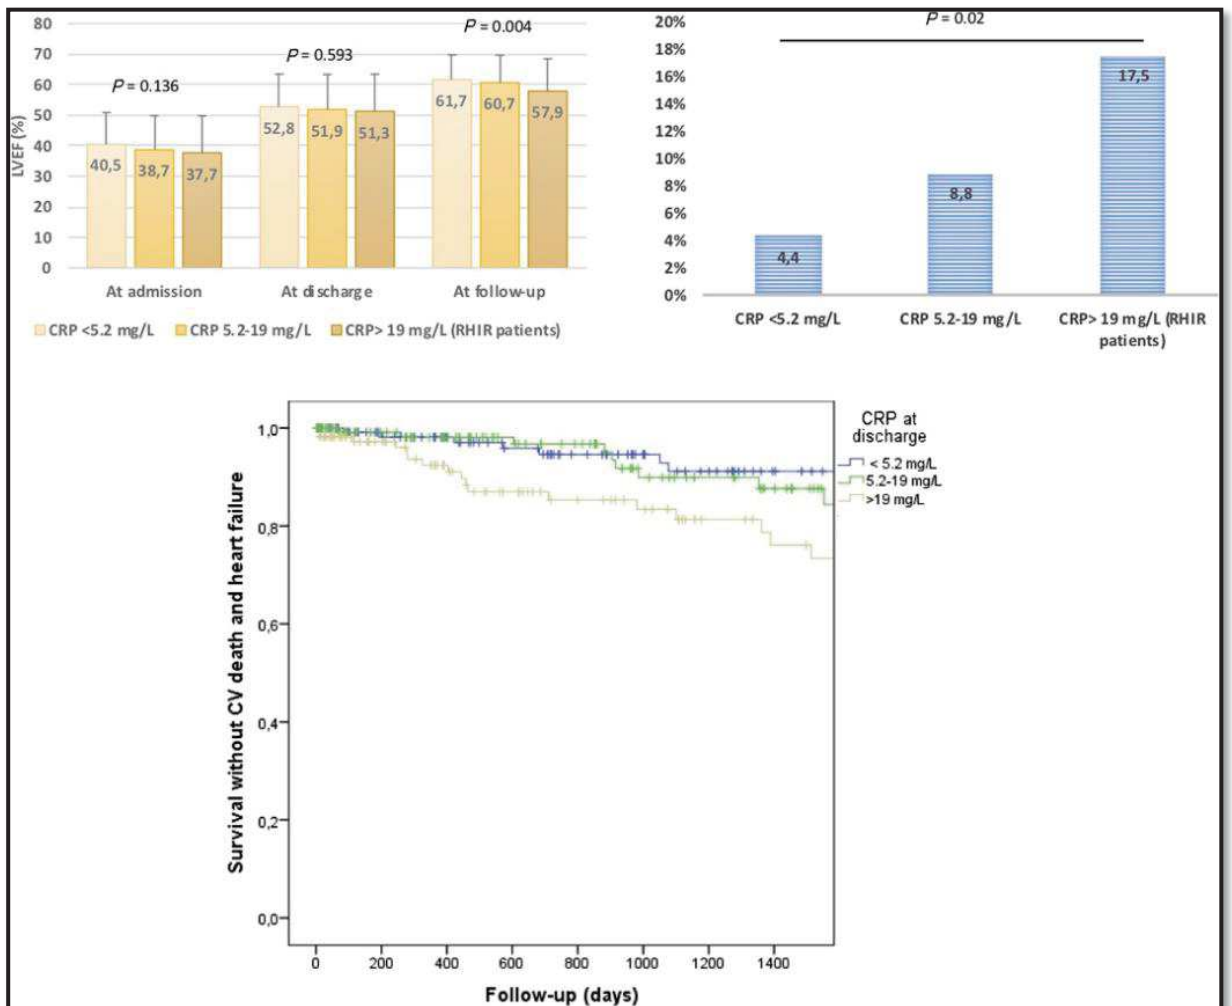 80
70
60
50
40
30
20
10
0
LVEF (%)
P = 0.136
P = 0.593
P = 0.004
40,5
38,7
37,7
52,8
51,9
51,3
61,7
60,7
57,9
At admission
At discharge
At follow-up
CRP <5.2 mg/L
CRP 5.2-19 mg/L
CRP> 19 mg/L (RHIR patients)
20%
18%
16%
14%
12%
10%
8%
6%
4%
2%
0%
P = 0.02
4,4
8,8
17,5
CRP <5.2 mg/L
CRP 5.2-19 mg/L
CRP> 19 mg/L (RHIR
patients)
Survival without CV death and heart failure
1,0
0,8
0,6
0,4
0,2
0,0
0
200
400
600
800
1000
1200
1400
Follow-up (days)
CRP at
discharge
< 5.2 mg/L
5.2-19 mg/L
>19 mg/L